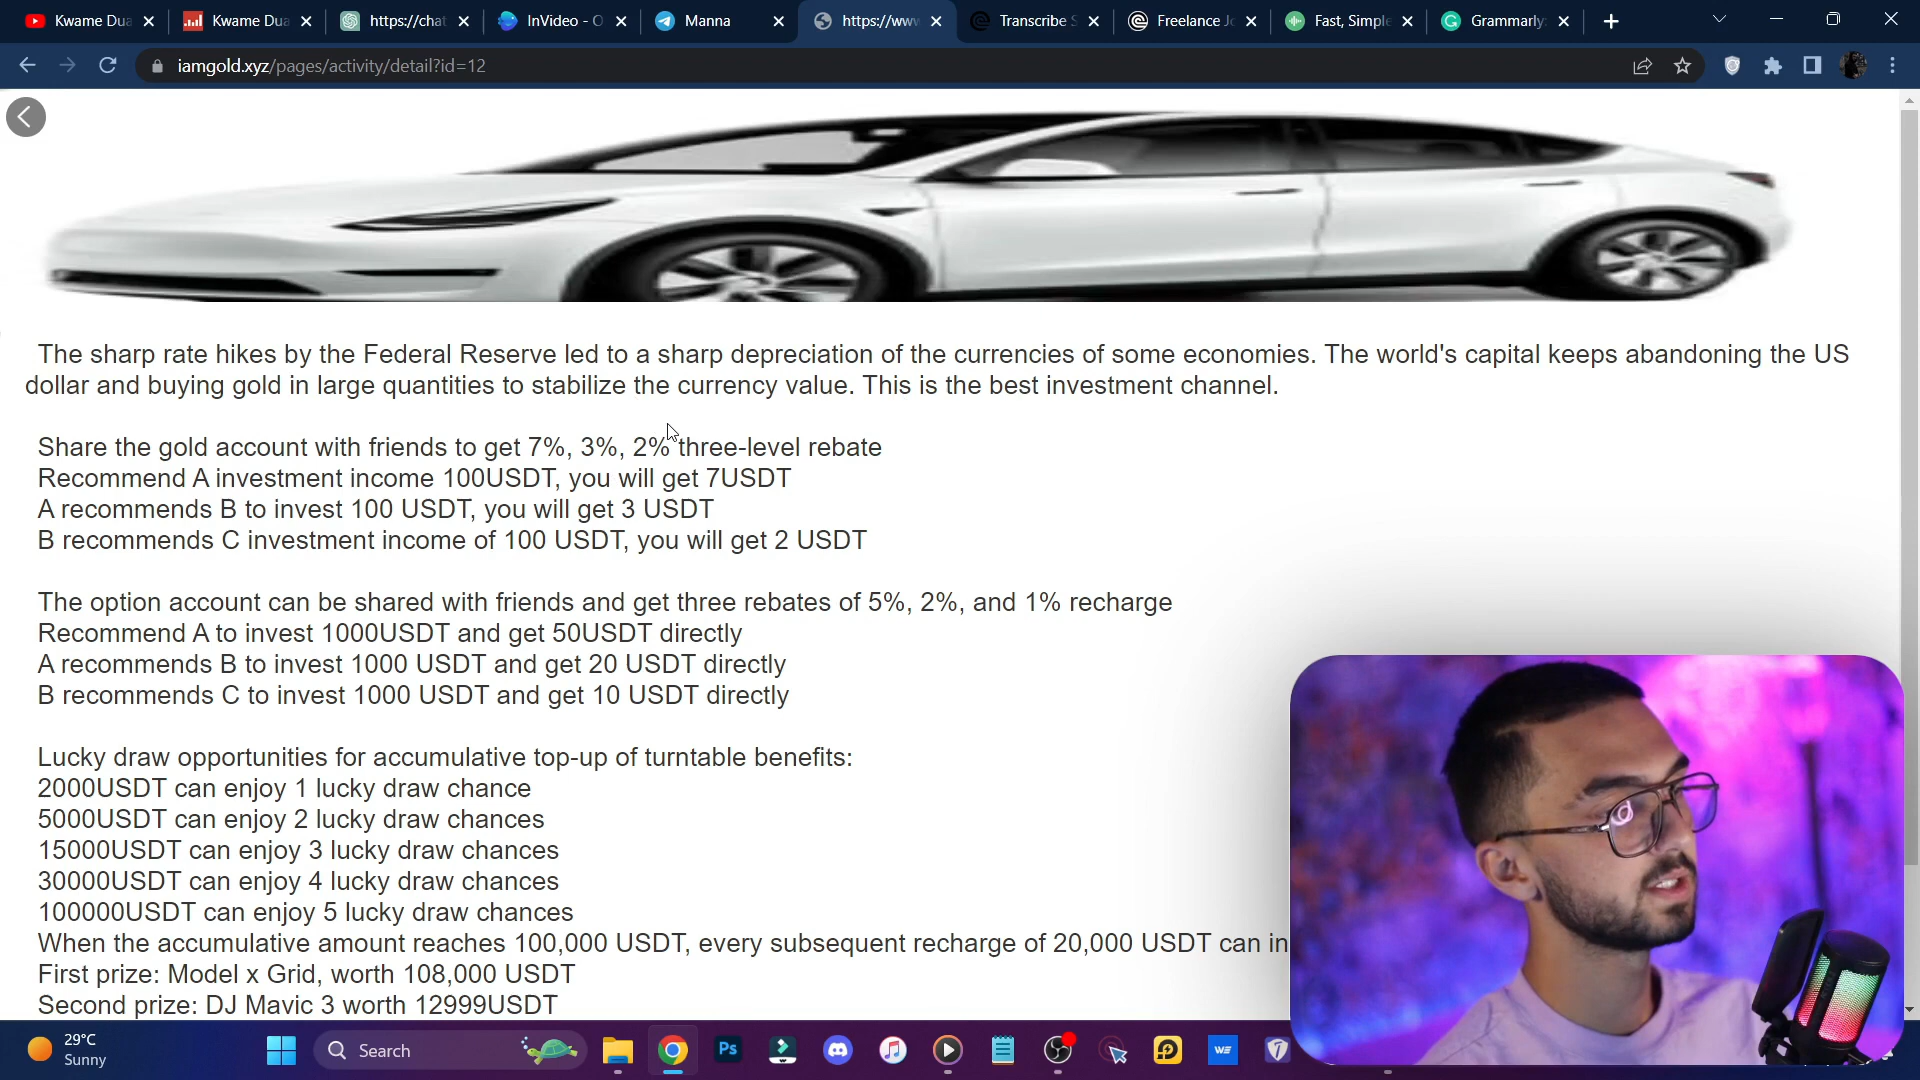 Kwame Dua
Kwame Dua
https://chat
InVideo - O
Manna
https://www
Transcribe S
Freelance Jo
Fast, Simple
Grammarly:
iamgold.xyz/pages/activity/detail?id=12
The sharp rate hikes by the Federal Reserve led to a sharp depreciation of the currencies of some economies. The world's capital keeps abandoning the US
dollar and buying gold in large quantities to stabilize the currency value. This is the best investment channel.
Share the gold account with friends to get 7%, 3%, 2% three-level rebate
Recommend A investment income 100USDT, you will get 7USDT
A recommends B to invest 100 USDT, you will get 3 USDT
B recommends C investment income of 100 USDT, you will get 2 USDT
The option account can be shared with friends and get three rebates of 5%, 2%, and 1% recharge
Recommend A to invest 1000USDT and get 50USDT directly
A recommends B to invest 1000 USDT and get 20 USDT directly
B recommends C to invest 1000 USDT and get 10 USDT directly
Lucky draw opportunities for accumulative top-up of turntable benefits:
2000USDT can enjoy 1 lucky draw chance
5000USDT can enjoy 2 lucky draw chances
15000USDT can enjoy 3 lucky draw chances
30000USDT can enjoy 4 lucky draw chances
100000USDT can enjoy 5 lucky draw chances
When the accumulative amount reaches 100,000 USDT, every subsequent recharge of 20,000 USDT can in
First prize: Model x Grid, worth 108,000 USDT
Second prize: DJ Mavic 3 worth 12999USDT
29°C
Sunny
Search
Ps
WE